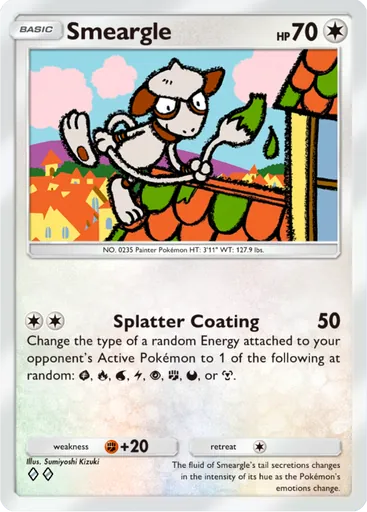 BASIC Smeargle HP 70
NO. 0235 Painter Pokémon HT: 3'11" WT: 127.9 lbs.
Splatter Coating 50
Change the type of a random Energy attached to your
opponent's Active Pokémon to 1 of the following at
random: , , , , , , , or .
weakness +20 retreat
Illus. Sumiyoshi Kizuki
The fluid of Smeargle's tail secretions changes
in the intensity of its hue as the Pokémon's
emotions change.